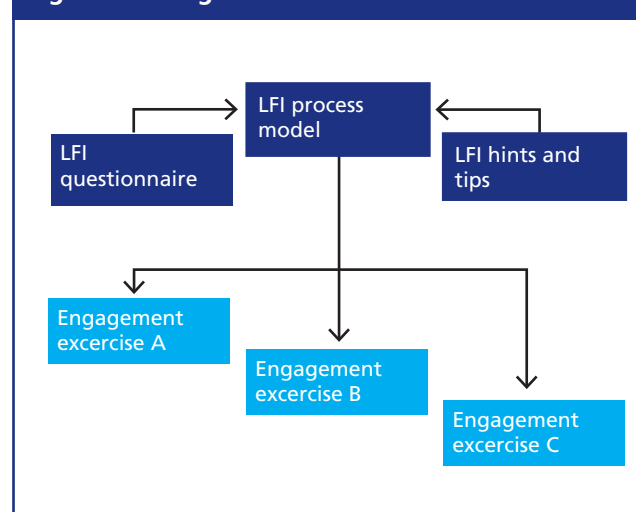 LFI process
model
LFI
questionnaire
LFI hints and
tips
Engagement
excercise A
Engagement
excercise B
Engagement
excercise C